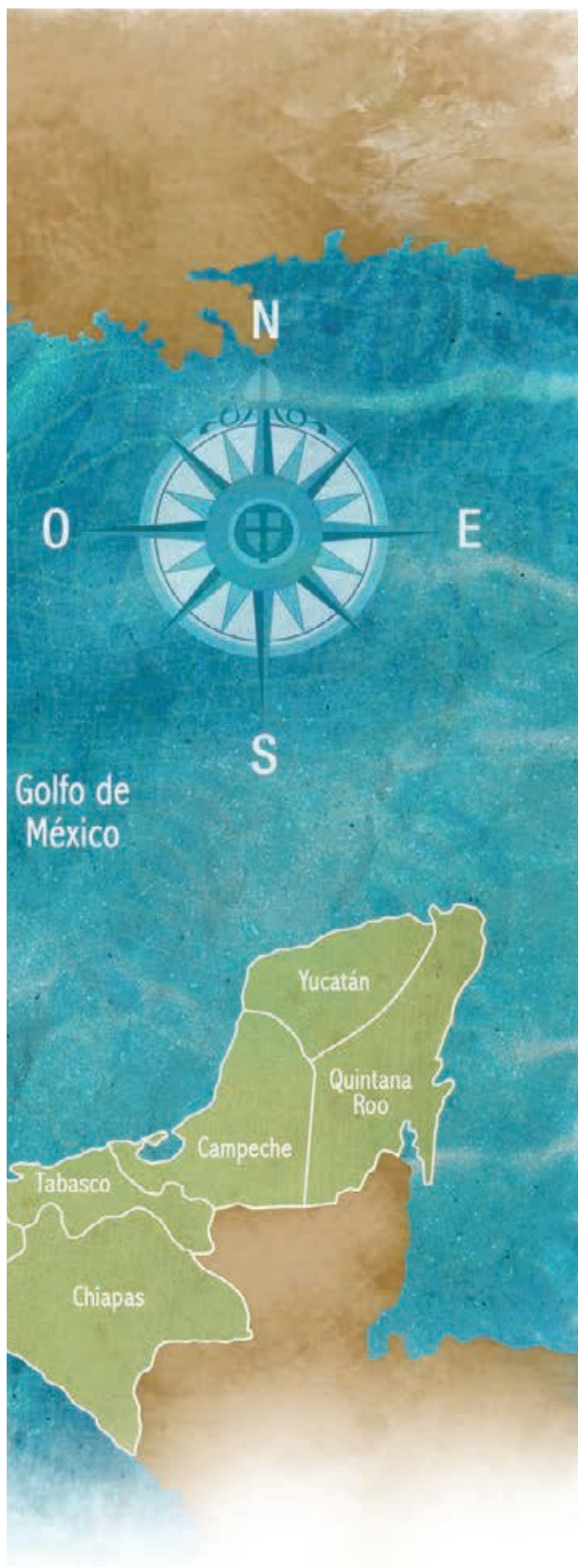 N
O
E
S
Golfo de
México
Yucatán
Quintana
Roo
Campeche
Tabasco
Chiapas